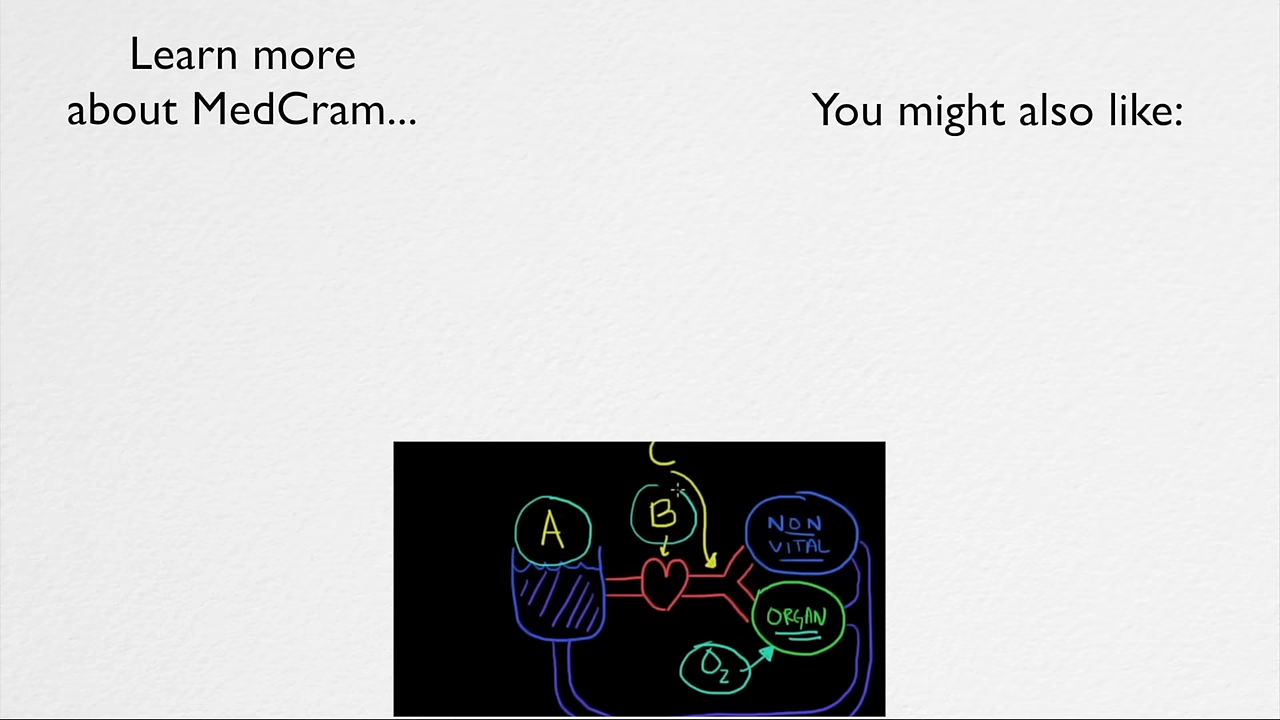 Learn more
about MedCram...
You might also like:
C
A
B
NON
VITAL
ORGAN
O2